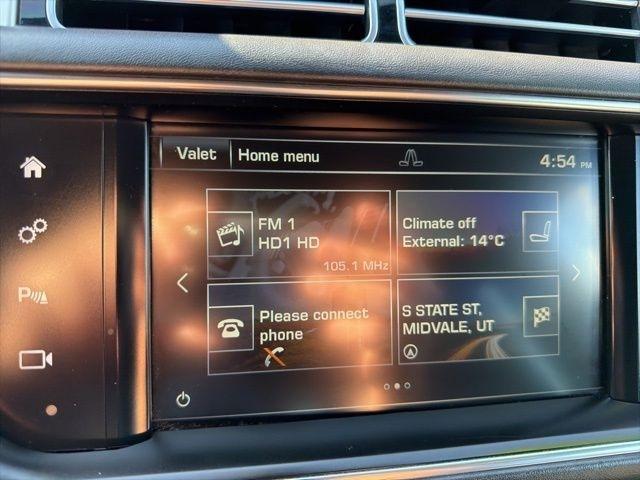 Valet
Home menu
4:54 PM
FM 1
HD1 HD
105.1 MHz
Climate off
External: 14°C
Please connect
phone
S STATE ST,
MIDVALE, UT
P